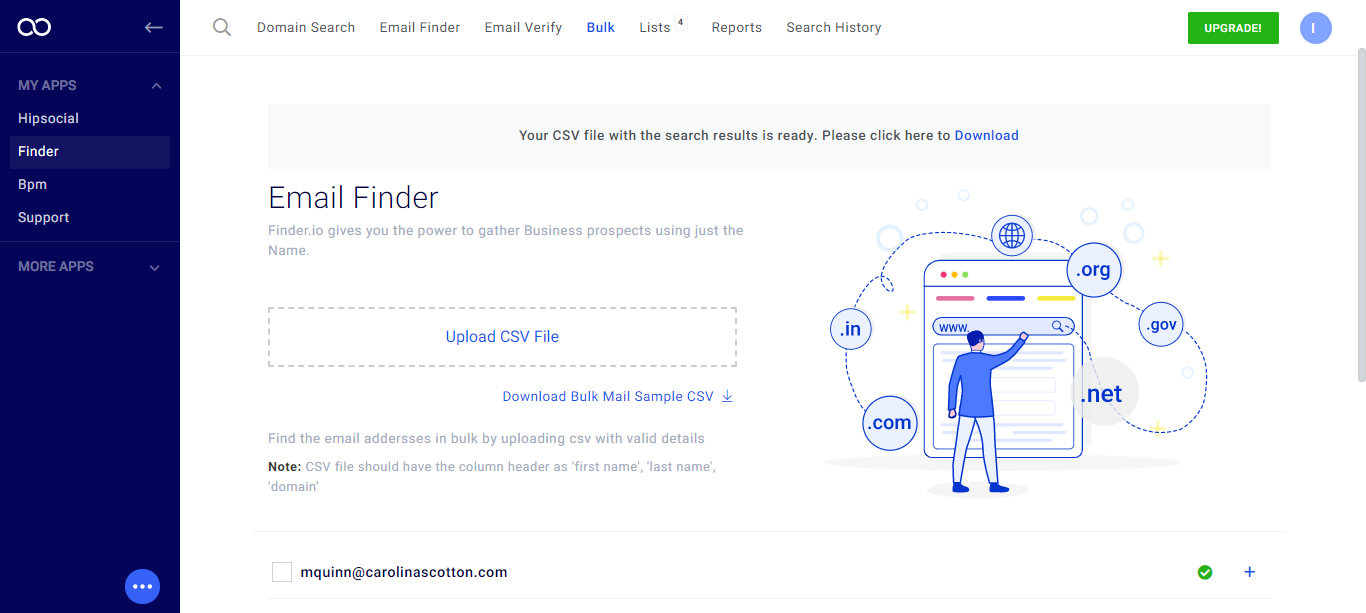 Domain Search Email Finder Email Verify Bulk Lists 4 Reports Search History UPGRADE! I
MY APPS
Hipsocial
Finder
Bpm
Support
MORE APPS
Your CSV file with the search results is ready. Please click here to Download
Email Finder
Finder.io gives you the power to gather Business prospects using just the
Name.
Upload CSV File
Download Bulk Mail Sample CSV
Find the email addersses in bulk by uploading csv with valid details
Note: CSV file should have the column header as 'first name', 'last name',
'domain'
.org
.in
www.
.gov
.net
.com
mquinn@carolinascotton.com